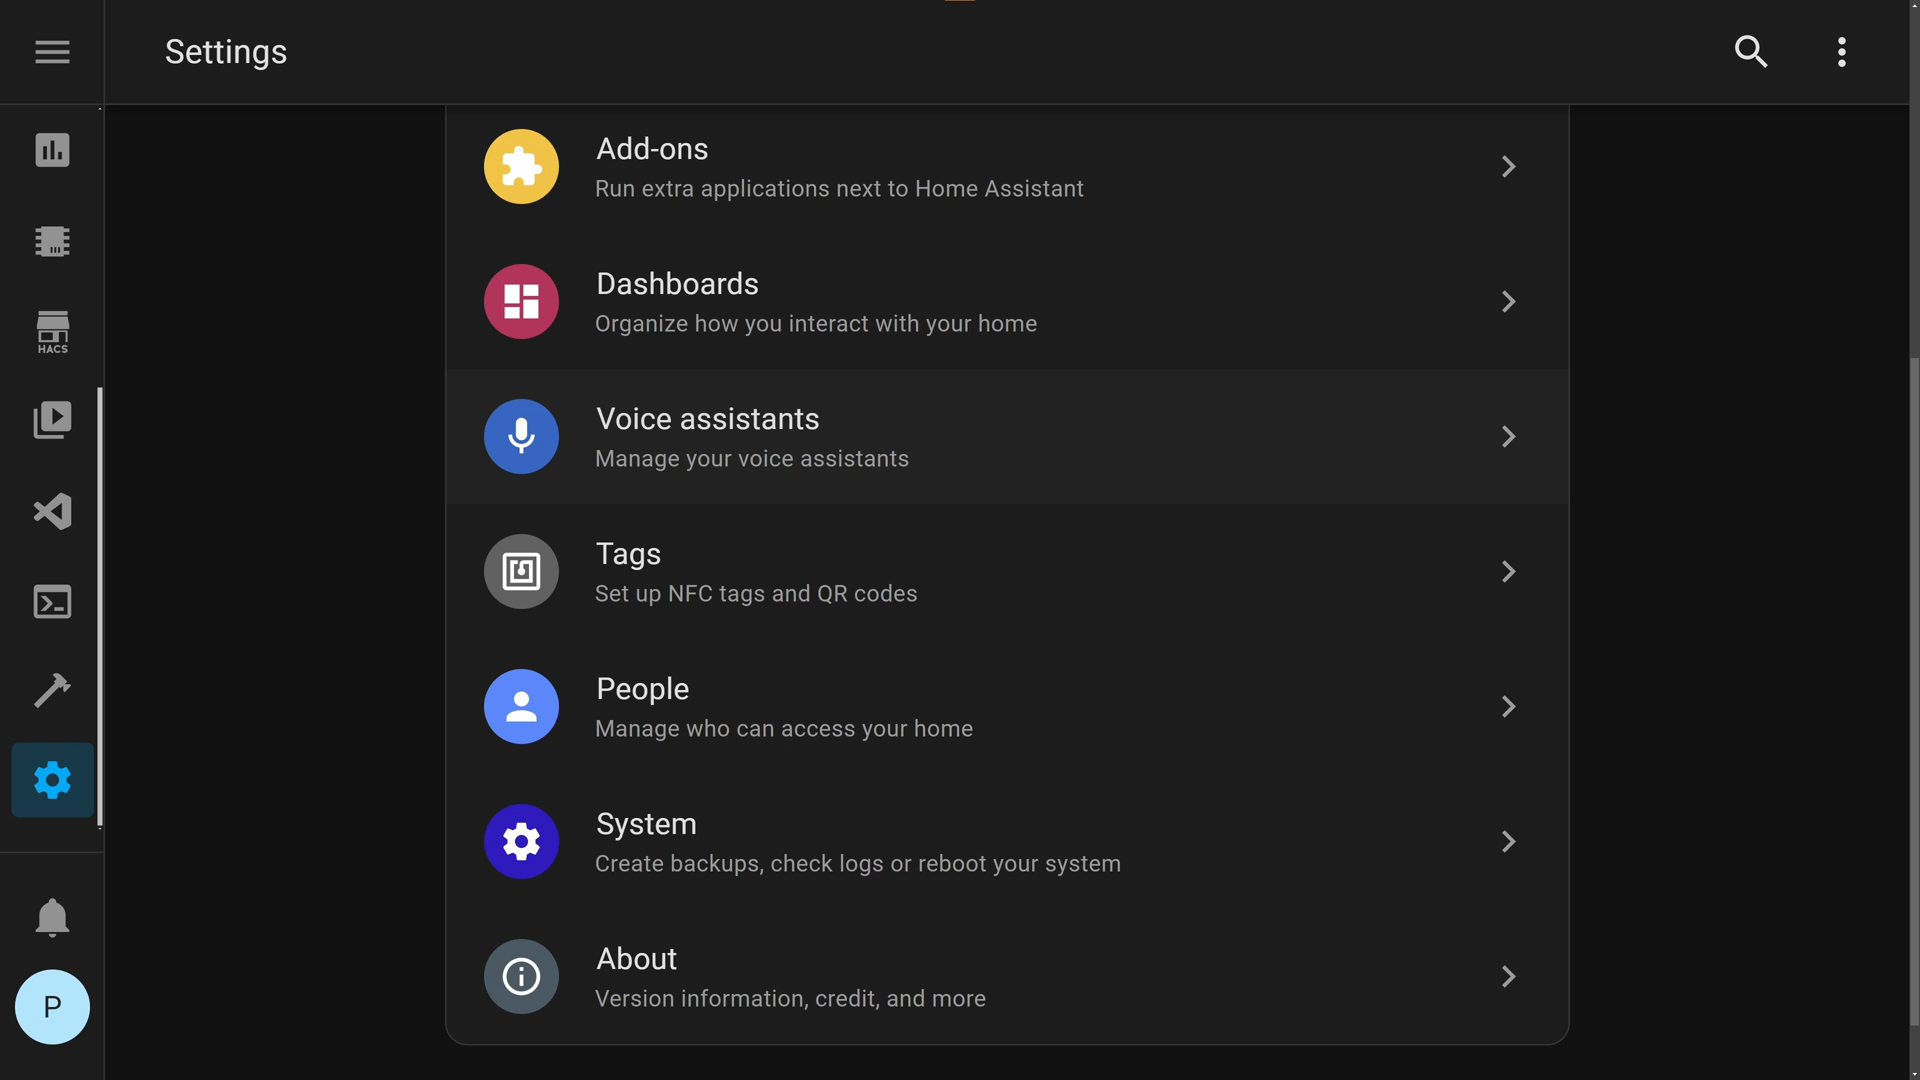 Settings
Add-ons
Run extra applications next to Home Assistant
Dashboards
Organize how you interact with your home
HACS
Voice assistants
Manage your voice assistants
Tags
Set up NFC tags and QR codes
People
Manage who can access your home
System
Create backups, check logs or reboot your system
About
Version information, credit, and more
P